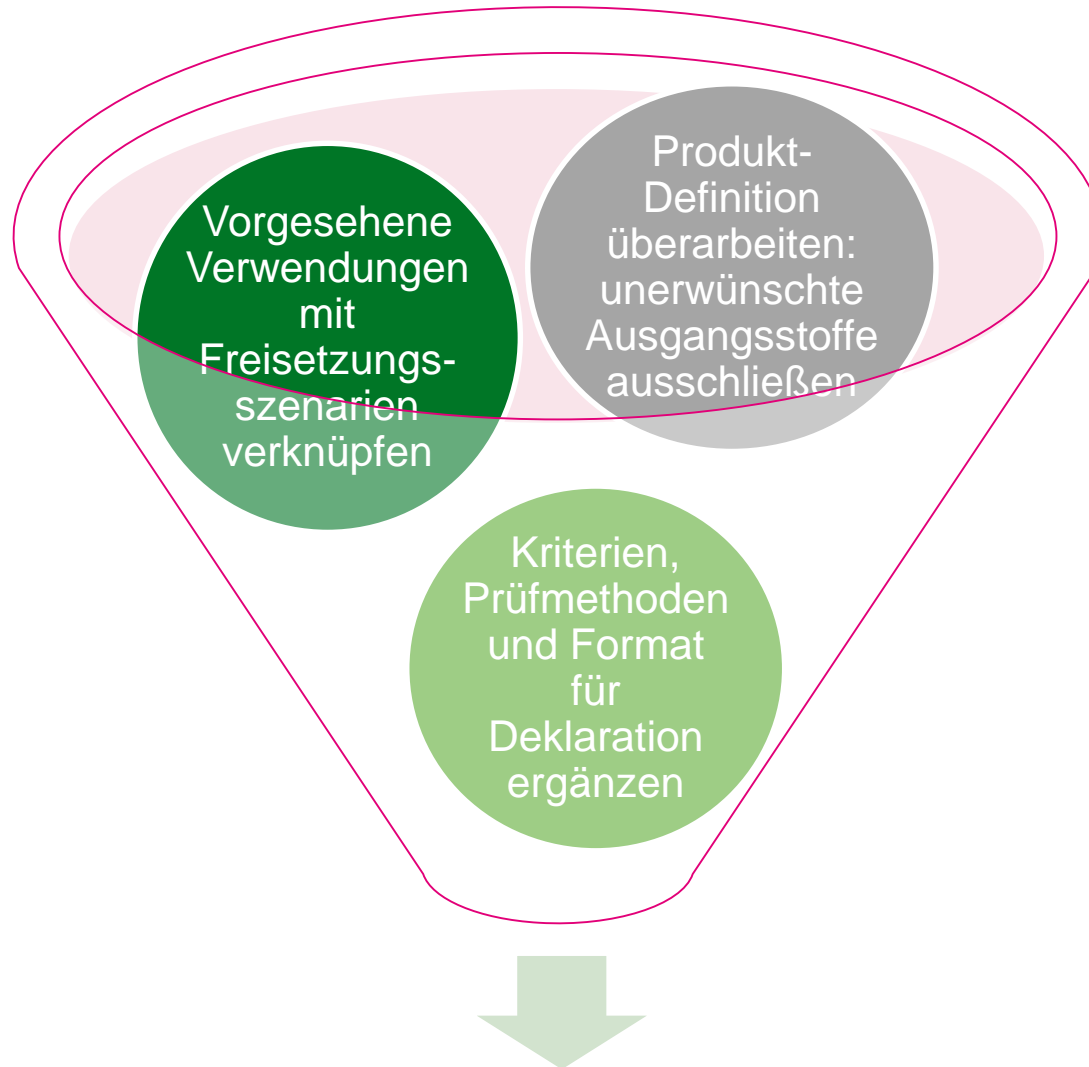 Vorgesehene
Verwendungen
mit
Freisetzungs-
szenarien
verknüpfen
Produkt-
Definition
überarbeiten:
unerwünschte
Ausgangsstoffe
ausschließen
Kriterien,
Prüfmethoden
und Format
für
Deklaration
ergänzen